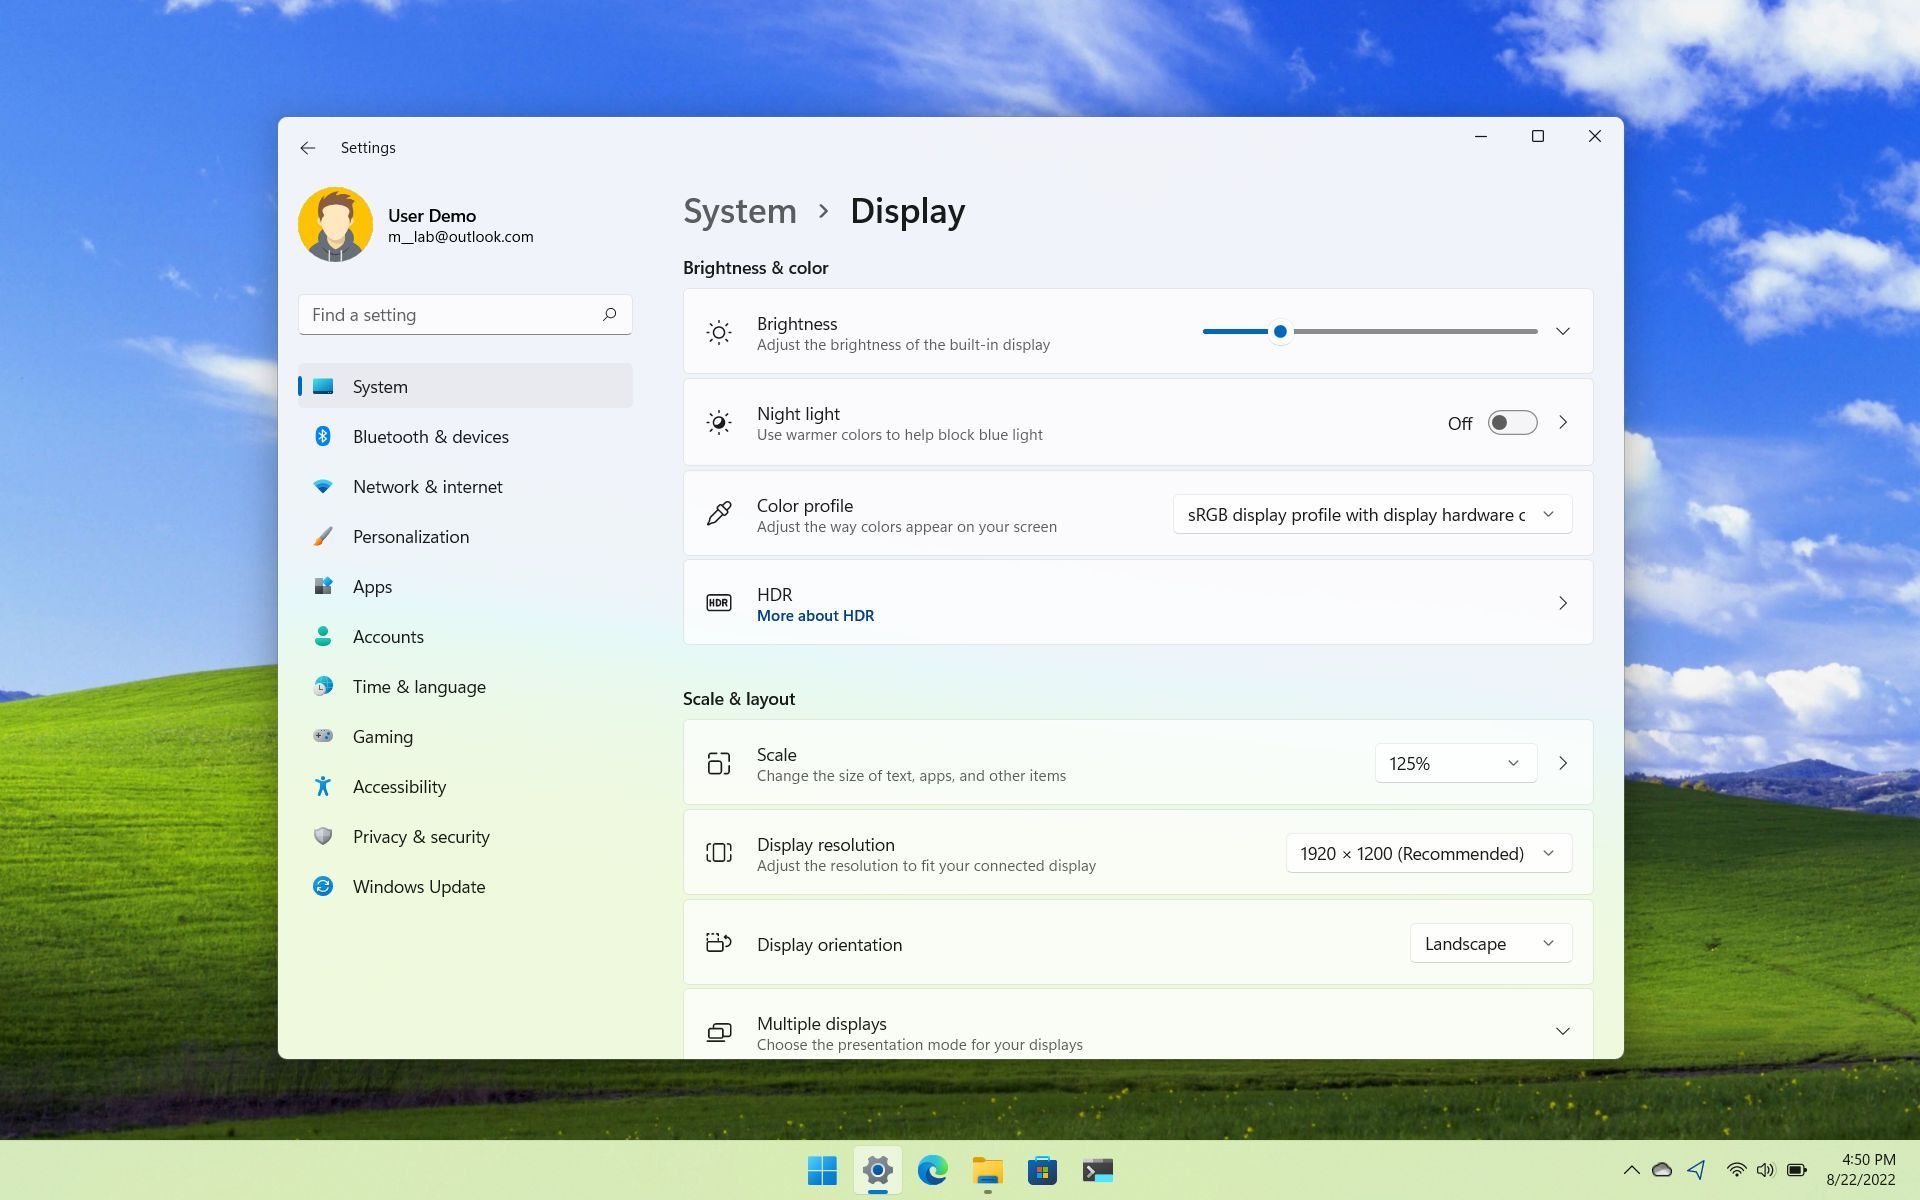 Settings
User Demo
m__lab@outlook.com
Find a setting
System
Bluetooth & devices
Network & internet
Personalization
Apps
Accounts
Time & language
Gaming
Accessibility
Privacy & security
Windows Update
System > Display
Brightness & color
Brightness
Adjust the brightness of the built-in display
Night light
Use warmer colors to help block blue light
Off
Color profile
Adjust the way colors appear on your screen
sRGB display profile with display hardware c
HDR
HDR
More about HDR
Scale & layout
Scale
Change the size of text, apps, and other items
125%
Display resolution
Adjust the resolution to fit your connected display
1920 × 1200 (Recommended)
Display orientation
Landscape
Multiple displays
Choose the presentation mode for your displays
4:50 PM
8/22/2022